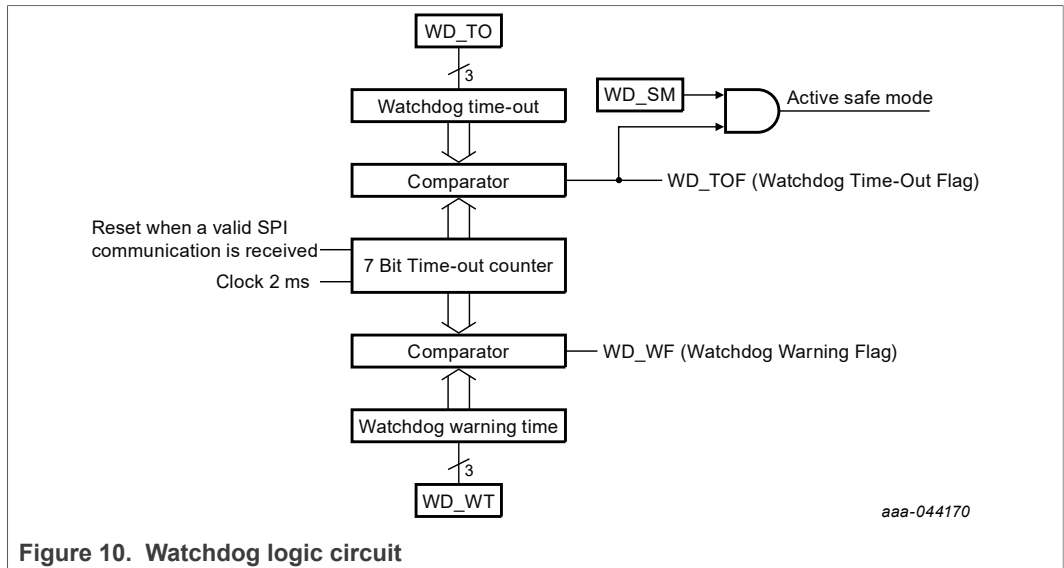 WD_TO
3
Watchdog time-out
WD_SM
Active safe mode
Comparator
WD_TOF (Watchdog Time-Out Flag)
Reset when a valid SPI
communication is received
7 Bit Time-out counter
Clock 2 ms
Comparator
WD_WF (Watchdog Warning Flag)
Watchdog warning time
3
WD_WT
aaa-044170
Figure 10. Watchdog logic circuit